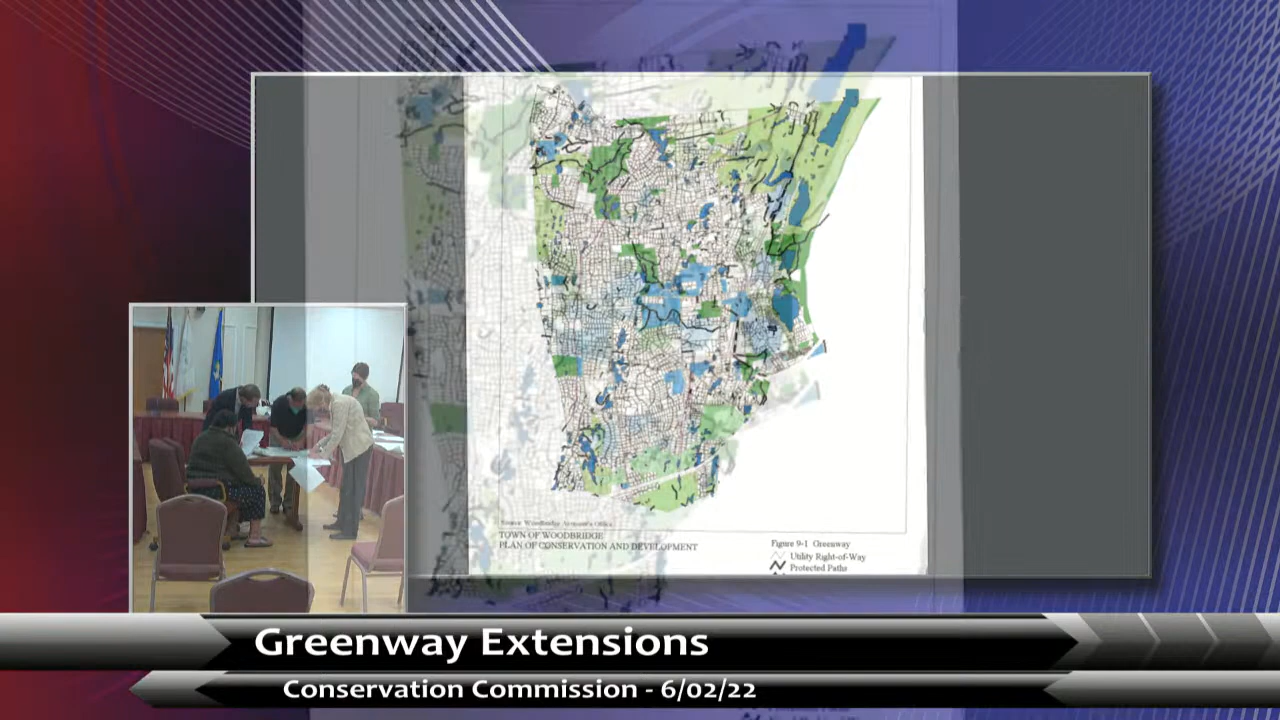 Source: Woodbridge Assessor's Office
TOWN OF WOODBRIDGE
PLAN OF CONSERVATION AND DEVELOPMENT
Figure 9-1 Greenway
Utility Right-of-Way
Protected Paths
Greenway Extensions
Conservation Commission - 6/02/22